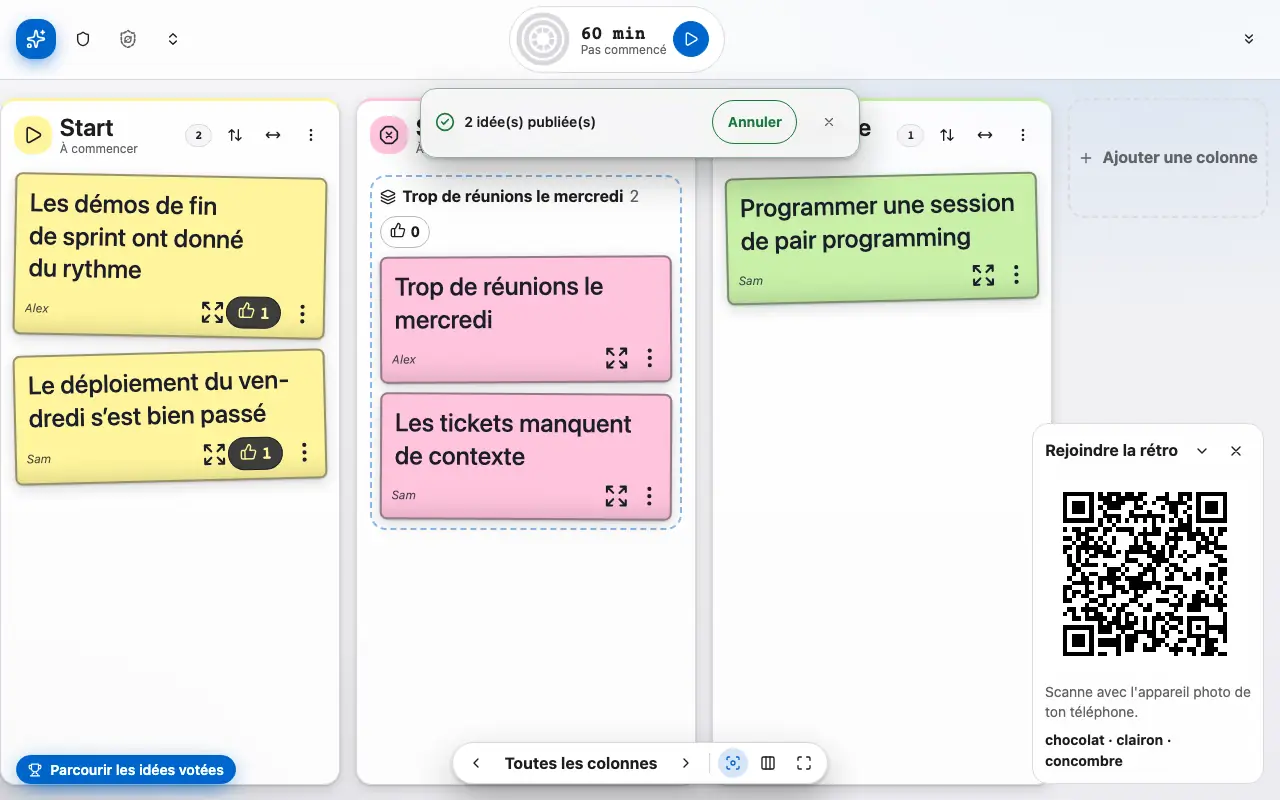 60 min
Pas commencé
2 idée(s) publiée(s)
Annuler
Start
À commencer
2
Les démos de fin
de sprint ont donné
du rythme
Alex
1
Le déploiement du ven-
dredi s’est bien passé
Sam
1
Trop de réunions le mercredi 2
0
Trop de réunions le
mercredi
Alex
Les tickets manquent
de contexte
Sam
1
Programmer une session
de pair programming
Sam
Ajouter une colonne
Rejoindre la rétro
Scanne avec l'appareil photo de
ton téléphone.
chocolat · clairon ·
concombre
Parcourir les idées votées
Toutes les colonnes